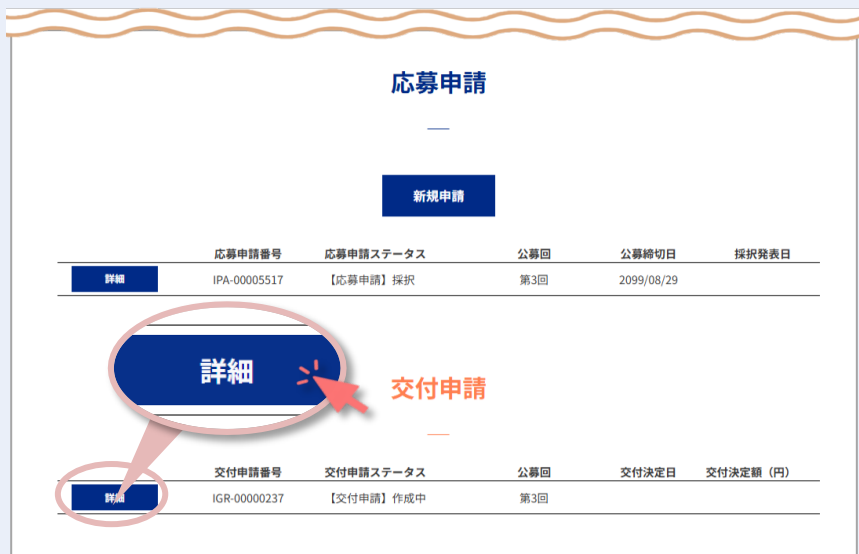 応募申請
新規申請
応募申請番号 応募申請ステータス 公募回 公募締切日 採択発表日
詳細 IPA-00005517 【応募申請】採択 第3回 2099/08/29
詳細
交付申請
交付申請番号 交付申請ステータス 公募回 交付決定日 交付決定額（円）
詳細 IGR-00000237 【交付申請】作成中 第3回